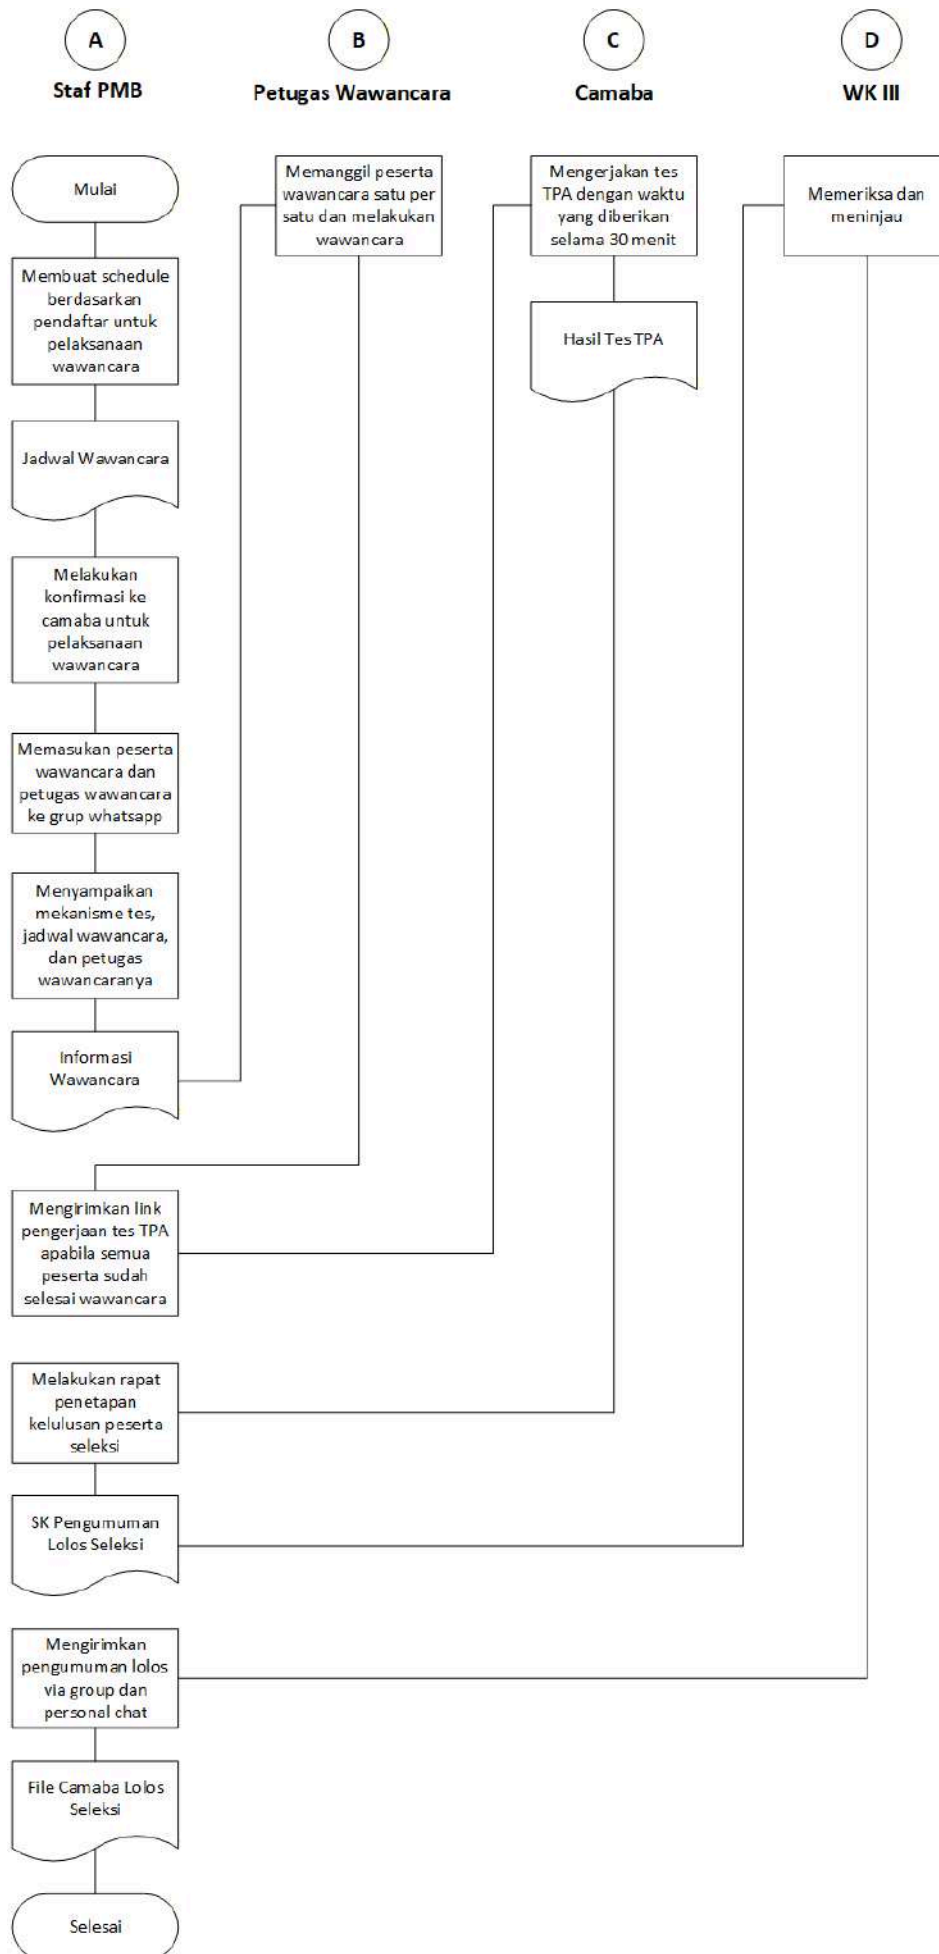 A
Staf PMB
B
Petugas Wawancara
C
Camaba
D
WK III
Mulai
Membuat schedule
berdasarkan
pendaftar untuk
pelaksanaan
wawancara
Jadwal Wawancara
Melakukan
konfirmasi ke
camaba untuk
pelaksanaan
wawancara
Memasukan peserta
wawancara dan
petugas wawancara
ke grup whatsapp
Menyampaikan
mekanisme tes,
jadwal wawancara,
dan petugas
wawancaranya
Informasi
Wawancara
Memanggil peserta
wawancara satu per
satu dan melakukan
wawancara
Mengirimkan link
pengerjaan tes TPA
apabila semua
peserta sudah
selesai wawancara
Mengerjakan tes
TPA dengan waktu
yang diberikan
selama 30 menit
Hasil Tes TPA
Melakukan rapat
penetapan
kelulusan peserta
seleksi
SK Pengumuman
Lolos Seleksi
Memeriksa dan
meninjau
Mengirimkan
pengumuman lolos
via group dan
personal chat
File Camaba Lolos
Seleksi
Selesai